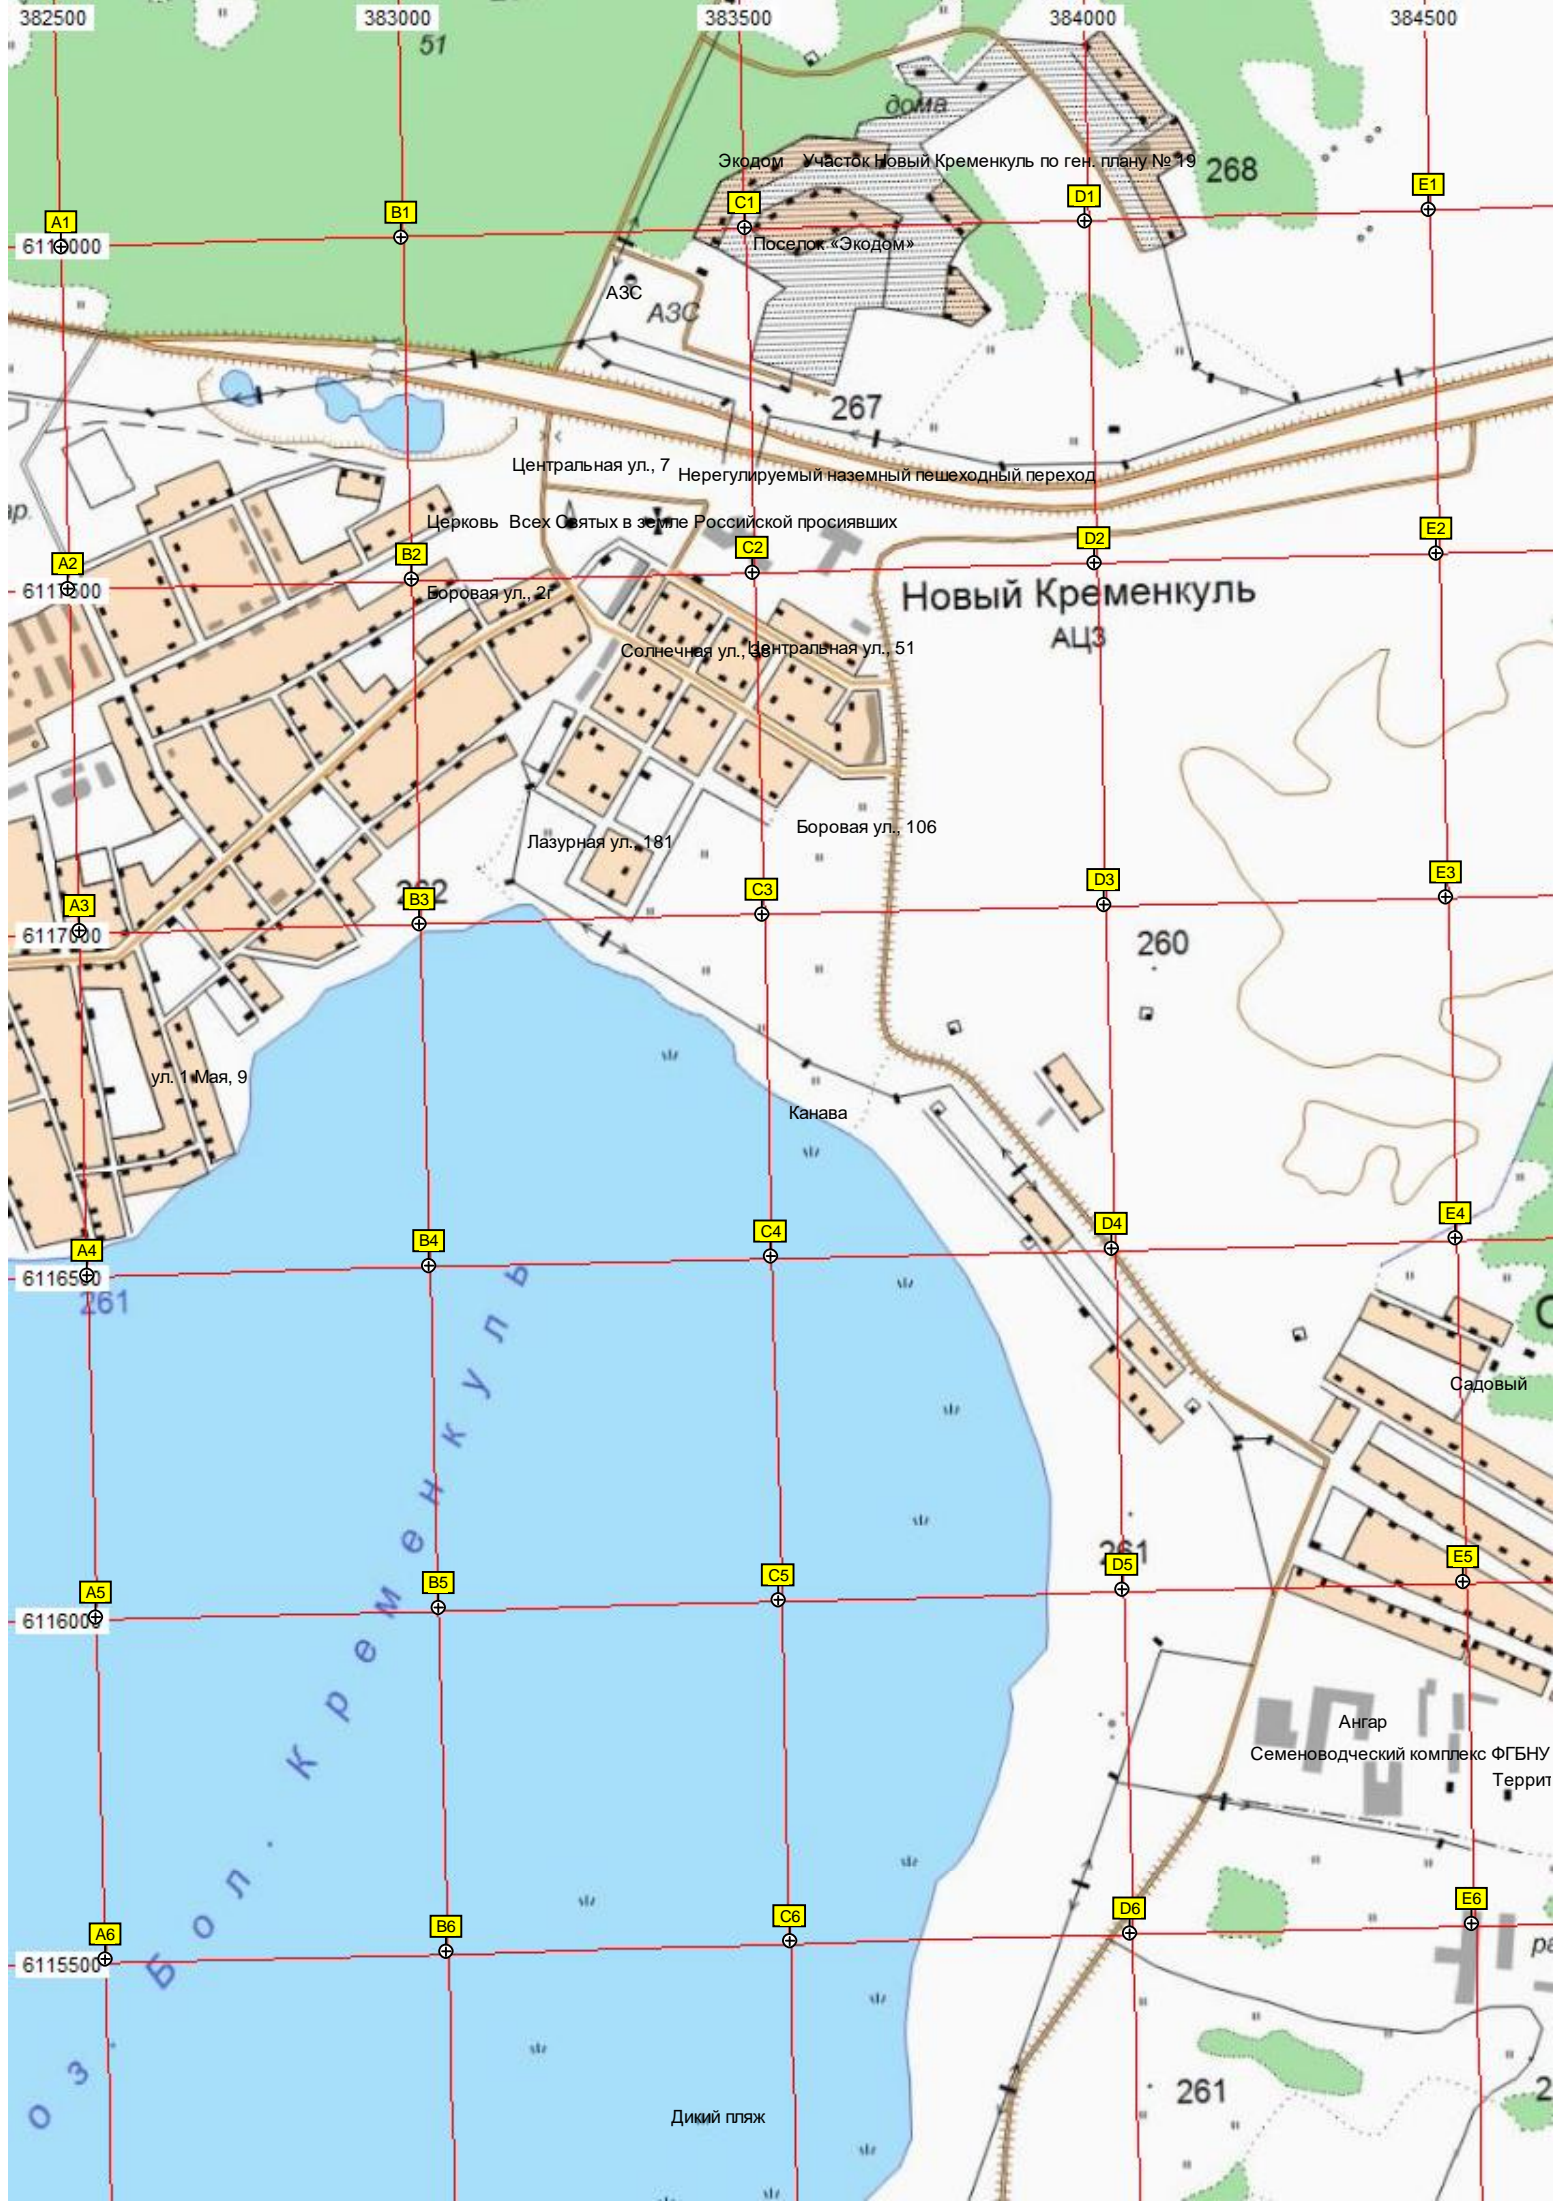 382500 383000 383500 384000 384500
51
дома
Экодом Участок Новый Кременкуль по ген. плану № 19
268
A1 B1 C1 D1 E1
Поселок «Экодом»
АЗС
АЗС
267
Центральная ул., 7
Нерегулируемый наземный пешеходный переход
Церковь Всех Святых в земле Российской просиявших
A2 B2 C2 D2 E2
Боровая ул., 2г
Новый Кременкуль
АЦЗ
Солнечная ул.,
Центральная ул., 51
Боровая ул., 106
Лазурная ул., 181
262
A3 B3 C3 D3 E3
6117000
260
ул. 1 Мая, 9
Канава
A4 B4 C4 D4 E4
6116500
261
Садовый
261
A5 B5 C5 D5 E5
6116000
Ангар
Семеноводческий комплекс ФГБНУ
Террит
A6 B6 C6 D6 E6
6115500
ра
оз. Бол. Кременкуль
261
2
Дикий пляж